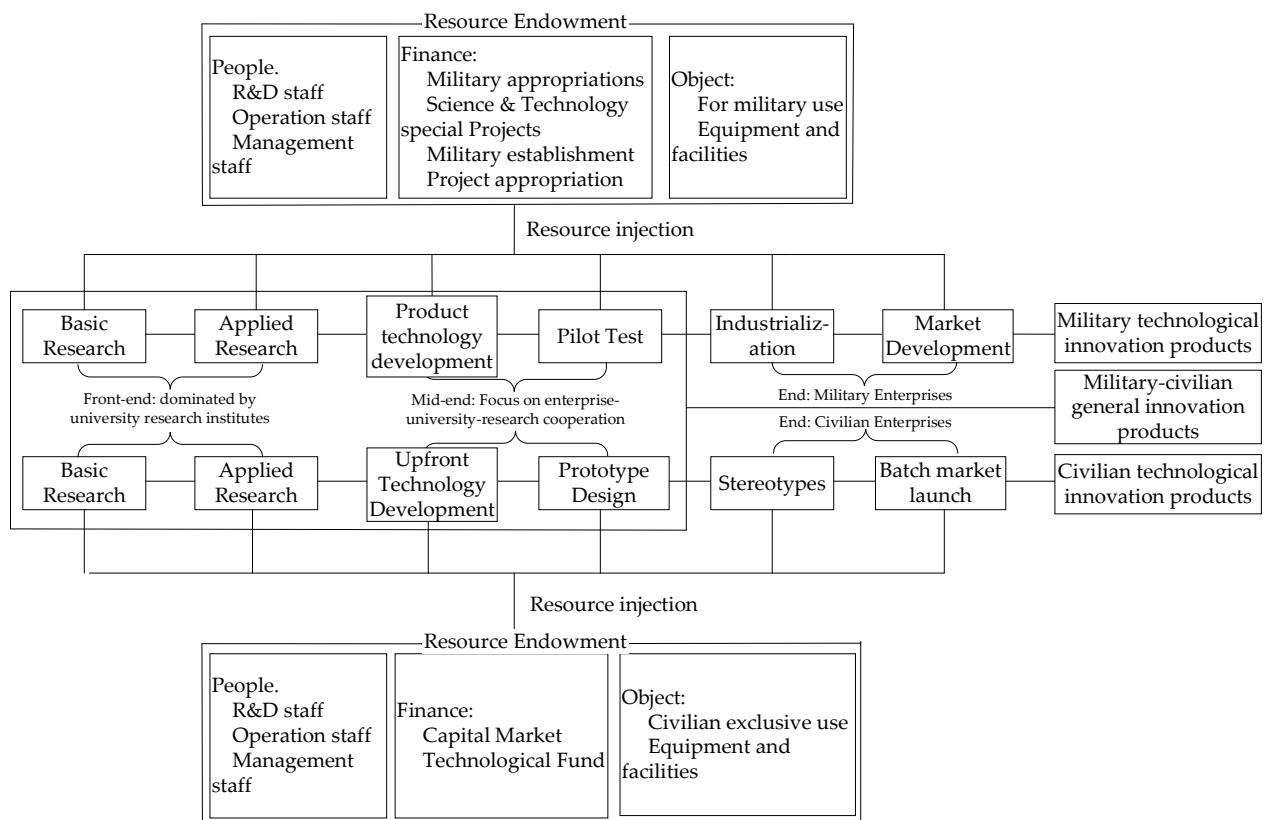 Resource Endowment
People.
R&D staff
Operation staff
Management
staff
Finance:
Military appropriations
Science & Technology
special Projects
Military establishment
Project appropriation
Object:
For military use
Equipment and
facilities
Resource injection
Basic
Research
Applied
Research
Product
technology
development
Pilot Test
Industrializ-
ation
Market
Development
Military technological
innovation products
Front-end: dominated by
university research institutes
Mid-end: Focus on enterprise-
university-research cooperation
End: Military Enterprises
End: Civilian Enterprises
Military-civilian
general innovation
products
Basic
Research
Applied
Research
Upfront
Technology
Development
Prototype
Design
Stereotypes
Batch market
launch
Civilian technological
innovation products
Resource injection
Resource Endowment
People.
R&D staff
Operation staff
Management
staff
Finance:
Capital Market
Technological Fund
Object:
Civilian exclusive use
Equipment and
facilities